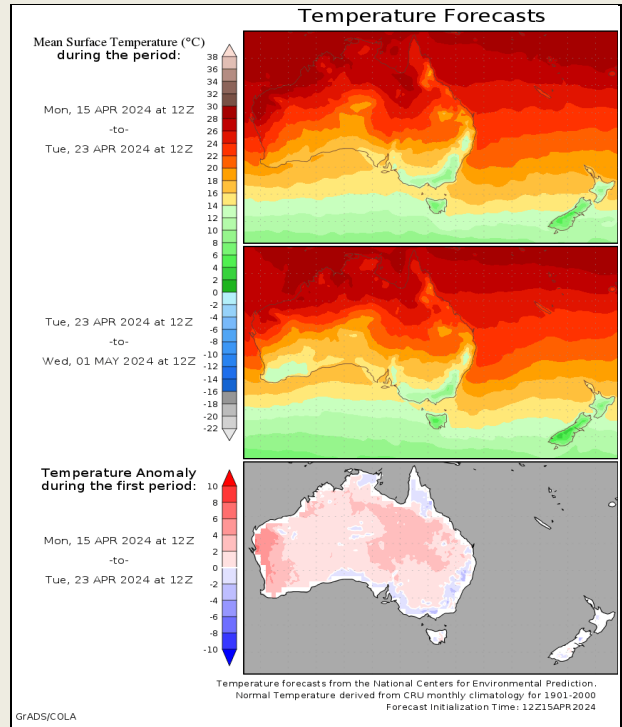 Temperature Forecasts
Mean Surface Temperature (°C)
during the period:
Mon, 15 APR 2024 at 12Z
-to-
Tue, 23 APR 2024 at 12Z
38
36
34
32
30
28
26
24
22
20
18
16
14
12
10
8
6
4
2
0
-2
-4
-6
-8
-10
-12
-14
-16
-18
-20
-22
Tue, 23 APR 2024 at 12Z
-to-
Wed, 01 MAY 2024 at 12Z
Temperature Anomaly
during the first period:
Mon, 15 APR 2024 at 12Z
-to-
Tue, 23 APR 2024 at 12Z
10
8
6
4
2
0
-2
-4
-6
-8
-10
Temperature forecasts from the National Centers for Environmental Prediction.
Normal Temperature derived from CRU monthly climatology for 1901-2000
Forecast Initialization Time: 12Z15APR2024
GrADS/COLA